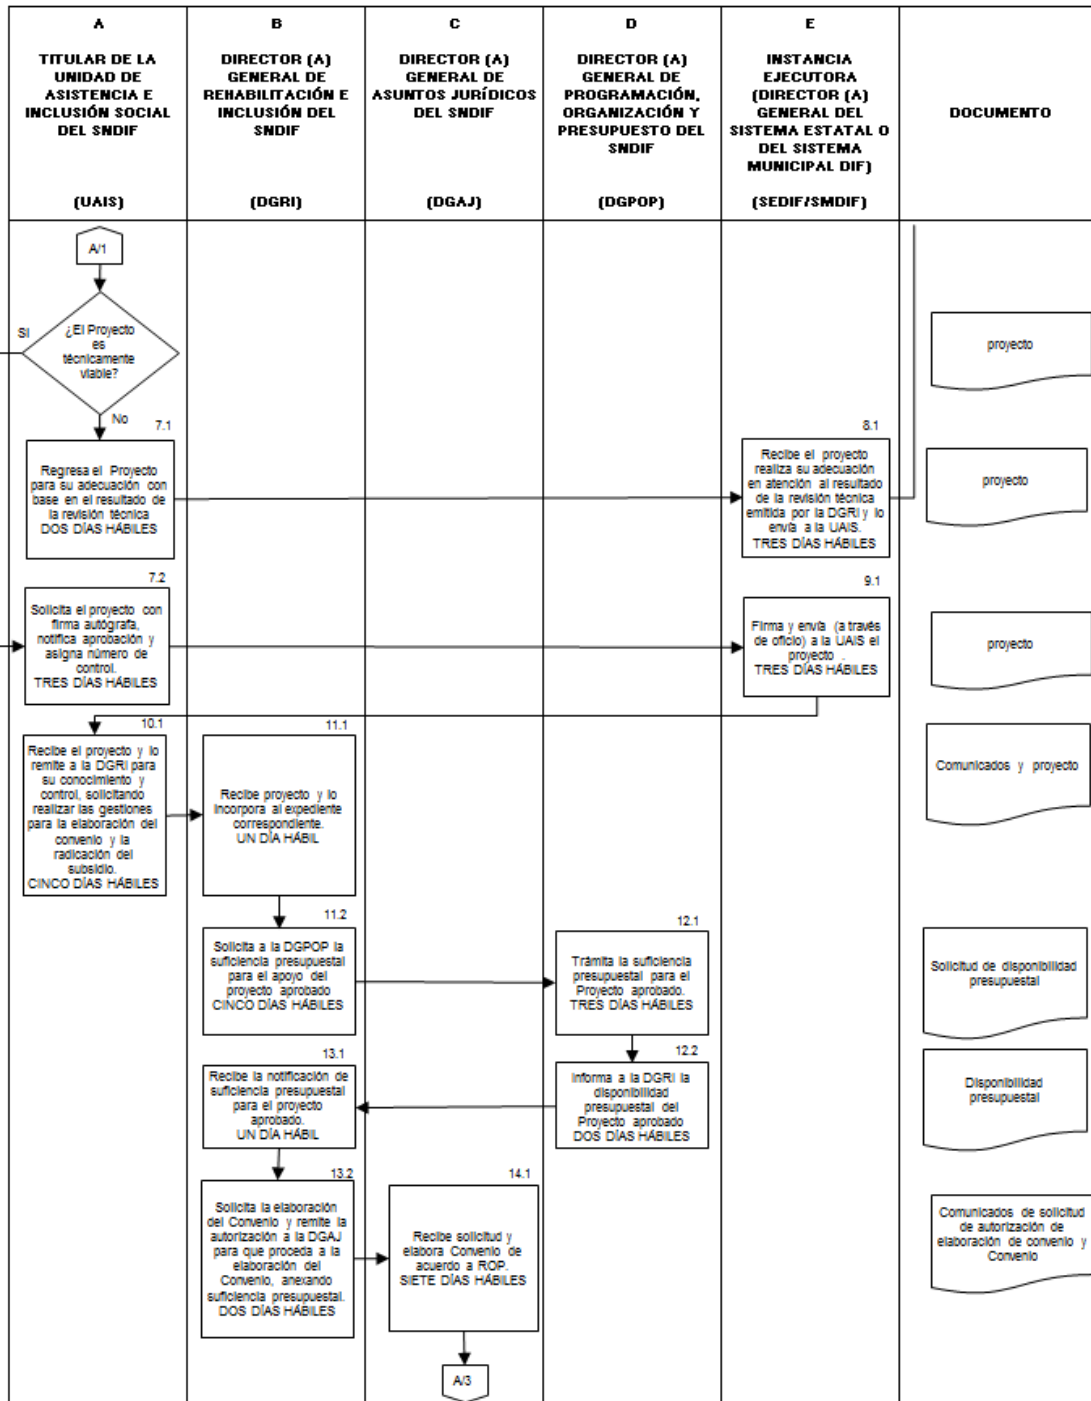 A
TITULAR DE LA
UNIDAD DE
ASISTENCIA E
INCLUSIÓN SOCIAL
DEL SNDIF
(UAIS)
B
DIRECTOR (A)
GENERAL DE
REHABILITACIÓN E
INCLUSIÓN DEL
SNDIF
(DGRI)
C
DIRECTOR (A)
GENERAL DE
ASUNTOS JURÍDICOS
DEL SNDIF
(DGAJ)
D
DIRECTOR (A)
GENERAL DE
PROGRAMACIÓN,
ORGANIZACIÓN Y
PRESUPUESTO DEL
SNDIF
(DGPOP)
E
INSTANCIA
EJECUTORA
(DIRECTOR (A)
GENERAL DEL
SISTEMA ESTATAL O
DEL SISTEMA
MUNICIPAL DIF)
(SEDIF/SMDIF)
DOCUMENTO
A/1
SI
¿El Proyecto
es
técnicamente
viable?
No
proyecto
7.1
Regresa el Proyecto
para su adecuación con
base en el resultado de
la revisión técnica
DOS DÍAS HÁBILES
8.1
Recibe el proyecto
realiza su adecuación
en atención al resultado
de la revisión técnica
emitida por la DGRI y lo
envía a la UAIS.
TRES DÍAS HÁBILES
proyecto
7.2
Solicita el proyecto con
firma autógrafa,
notifica aprobación y
asigna número de
control.
TRES DÍAS HÁBILES
9.1
Firma y envía (a través
de oficio) a la UAIS el
proyecto .
TRES DÍAS HÁBILES
proyecto
10.1
Recibe el proyecto y lo
remite a la DGRI para
su conocimiento y
control, solicitando
realizar las gestiones
para la elaboración del
convenio y la
radicación del
subsidio.
CINCO DÍAS HÁBILES
11.1
Recibe proyecto y lo
incorpora al expediente
correspondiente.
UN DÍA HÁBIL
Comunicados y proyecto
11.2
Solicita a la DGPOP la
suficiencia presupuestal
para el apoyo del
proyecto aprobado
CINCO DÍAS HÁBILES
12.1
Trámita la suficiencia
presupuestal para el
Proyecto aprobado.
TRES DÍAS HÁBILES
Solicitud de disponibilidad
presupuestal
13.1
Recibe la notificación de
suficiencia presupuestal
para el proyecto
aprobado.
UN DÍA HÁBIL
12.2
Informa a la DGRI la
disponibilidad
presupuestal del
Proyecto aprobado
DOS DÍAS HÁBILES
Disponibilidad
presupuestal
13.2
Solicita la elaboración
del Convenio y remite la
autorización a la DGAJ
para que proceda a la
elaboración del
Convenio, anexando
suficiencia presupuestal.
DOS DÍAS HÁBILES
14.1
Recibe solicitud y
elabora Convenio de
acuerdo a ROP.
SIETE DÍAS HÁBILES
Comunicados de solicitud
de autorización de
elaboración de convenio y
Convenio
A/3